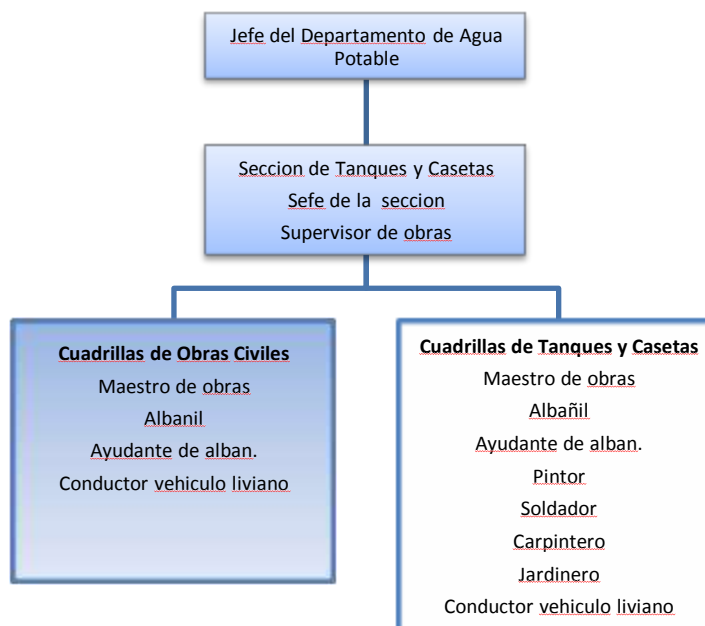 Jefe del Departamento de Agua
Potable
Seccion de Tanques y Casetas
Sefe de la seccion
Supervisor de obras
Cuadrillas de Obras Civiles
Maestro de obras
Albanil
Ayudante de alban.
Conductor vehiculo liviano
Cuadrillas de Tanques y Casetas
Maestro de obras
Albañil
Ayudante de alban.
Pintor
Soldador
Carpintero
Jardinero
Conductor vehiculo liviano